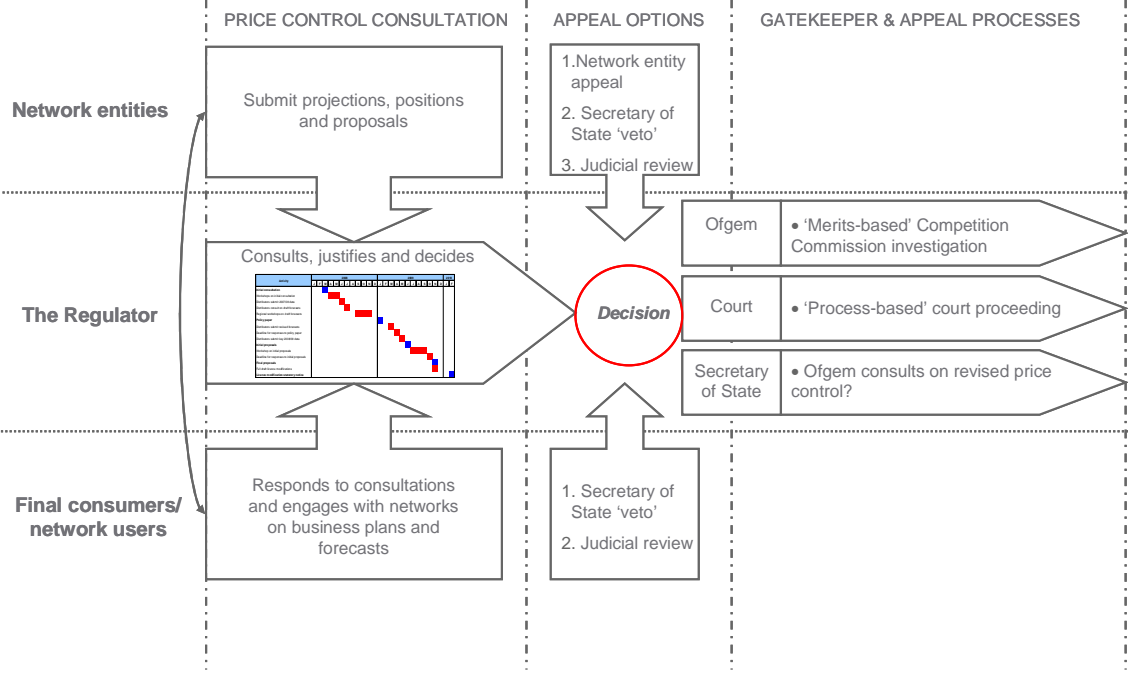 PRICE CONTROL CONSULTATION
APPEAL OPTIONS
GATEKEEPER & APPEAL PROCESSES
Network entities
Submit projections, positions
and proposals
1.Network entity
appeal
2. Secretary of
State ‘veto’
3. Judicial review
The Regulator
Consults, justifies and decides
Decision
Ofgem
• ‘Merits-based’ Competition
Commission investigation
Court
• ‘Process-based’ court proceeding
Secretary
of State
• Ofgem consults on revised price
control?
Final consumers/
network users
Responds to consultations
and engages with networks
on business plans and
forecasts
1. Secretary of
State ‘veto’
2. Judicial review